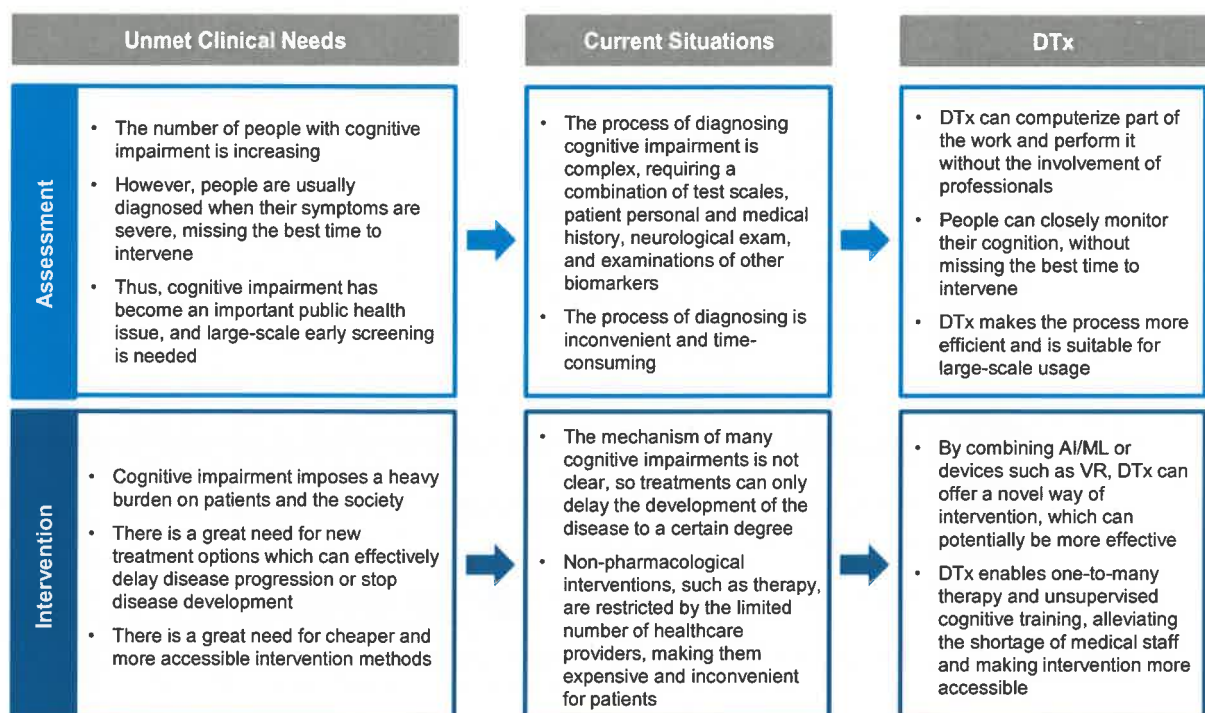 Unmet Clinical Needs
Current Situations
DTx
Assessment
• The number of people with cognitive
impairment is increasing
• However, people are usually
diagnosed when their symptoms are
severe, missing the best time to
intervene
• Thus, cognitive impairment has
become an important public health
issue, and large-scale early screening
is needed
• The process of diagnosing
cognitive impairment is
complex, requiring a
combination of test scales,
patient personal and medical
history, neurological exam,
and examinations of other
biomarkers
• The process of diagnosing is
inconvenient and time-
consuming
• DTx can computerize part of
the work and perform it
without the involvement of
professionals
• People can closely monitor
their cognition, without
missing the best time to
intervene
• DTx makes the process more
efficient and is suitable for
large-scale usage
Intervention
• Cognitive impairment imposes a heavy
burden on patients and the society
• There is a great need for new
treatment options which can effectively
delay disease progression or stop
disease development
• There is a great need for cheaper and
more accessible intervention methods
• The mechanism of many
cognitive impairments is not
clear, so treatments can only
delay the development of the
disease to a certain degree
• Non-pharmacological
interventions, such as therapy,
are restricted by the limited
number of healthcare
providers, making them
expensive and inconvenient
for patients
• By combining AI/ML or
devices such as VR, DTx can
offer a novel way of
intervention, which can
potentially be more effective
• DTx enables one-to-many
therapy and unsupervised
cognitive training, alleviating
the shortage of medical staff
and making intervention more
accessible